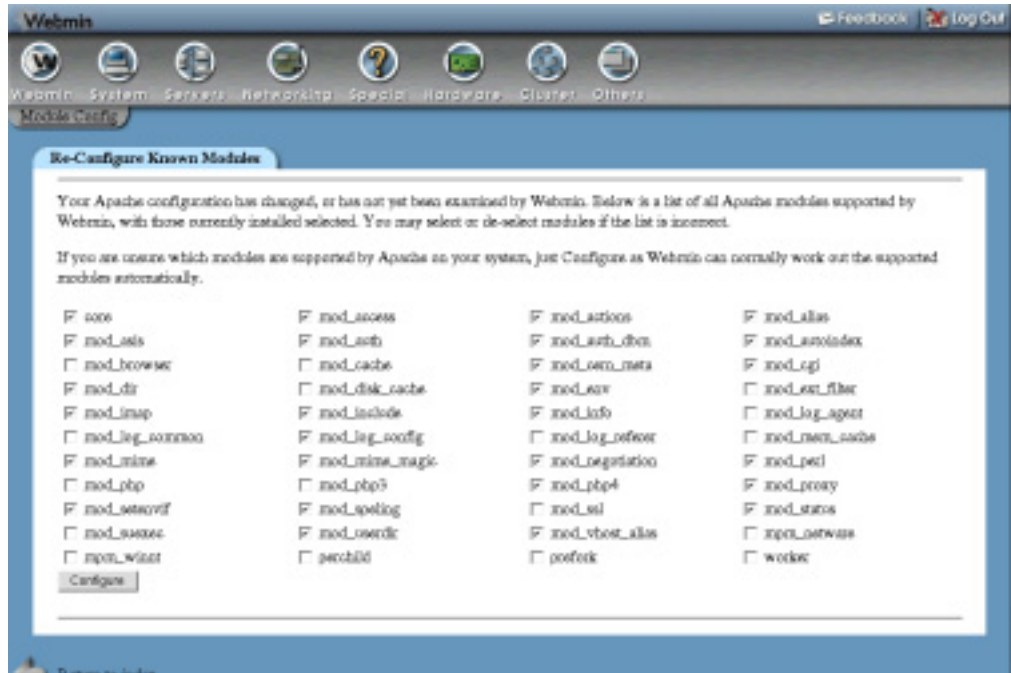 Webmin
Feedback Log Out
Webmin System Servers Networking Special Hardware Cluster Others
Module Config
Re-Configure Known Modules
Your Apache configuration has changed, or has not yet been examined by Webmin. Below is a list of all Apache modules supported by
Webmin, with those currently installed selected. You may select or de-select modules if the list is incorrect.
If you are unsure which modules are supported by Apache on your system, just Configure as Webmin can normally work out the supported
modules automatically.
core mod_access mod_actions mod_alias
mod_asis mod_auth mod_auth_dbm mod_autoindex
mod_browser mod_cache mod_cern_meta mod_cgi
mod_dir mod_disk_cache mod_env mod_ext_filter
mod_imap mod_include mod_info mod_log_agent
mod_log_common mod_log_config mod_log_referer mod_mem_cache
mod_mime mod_mime_magic mod_negotiation mod_perl
mod_php mod_php3 mod_php4 mod_proxy
mod_setenvif mod_speling mod_ssl mod_status
mod_suexec mod_userdir mod_vhost_alias mpm_netware
mpm_winnt perchild prefork worker
Configure
Return to index